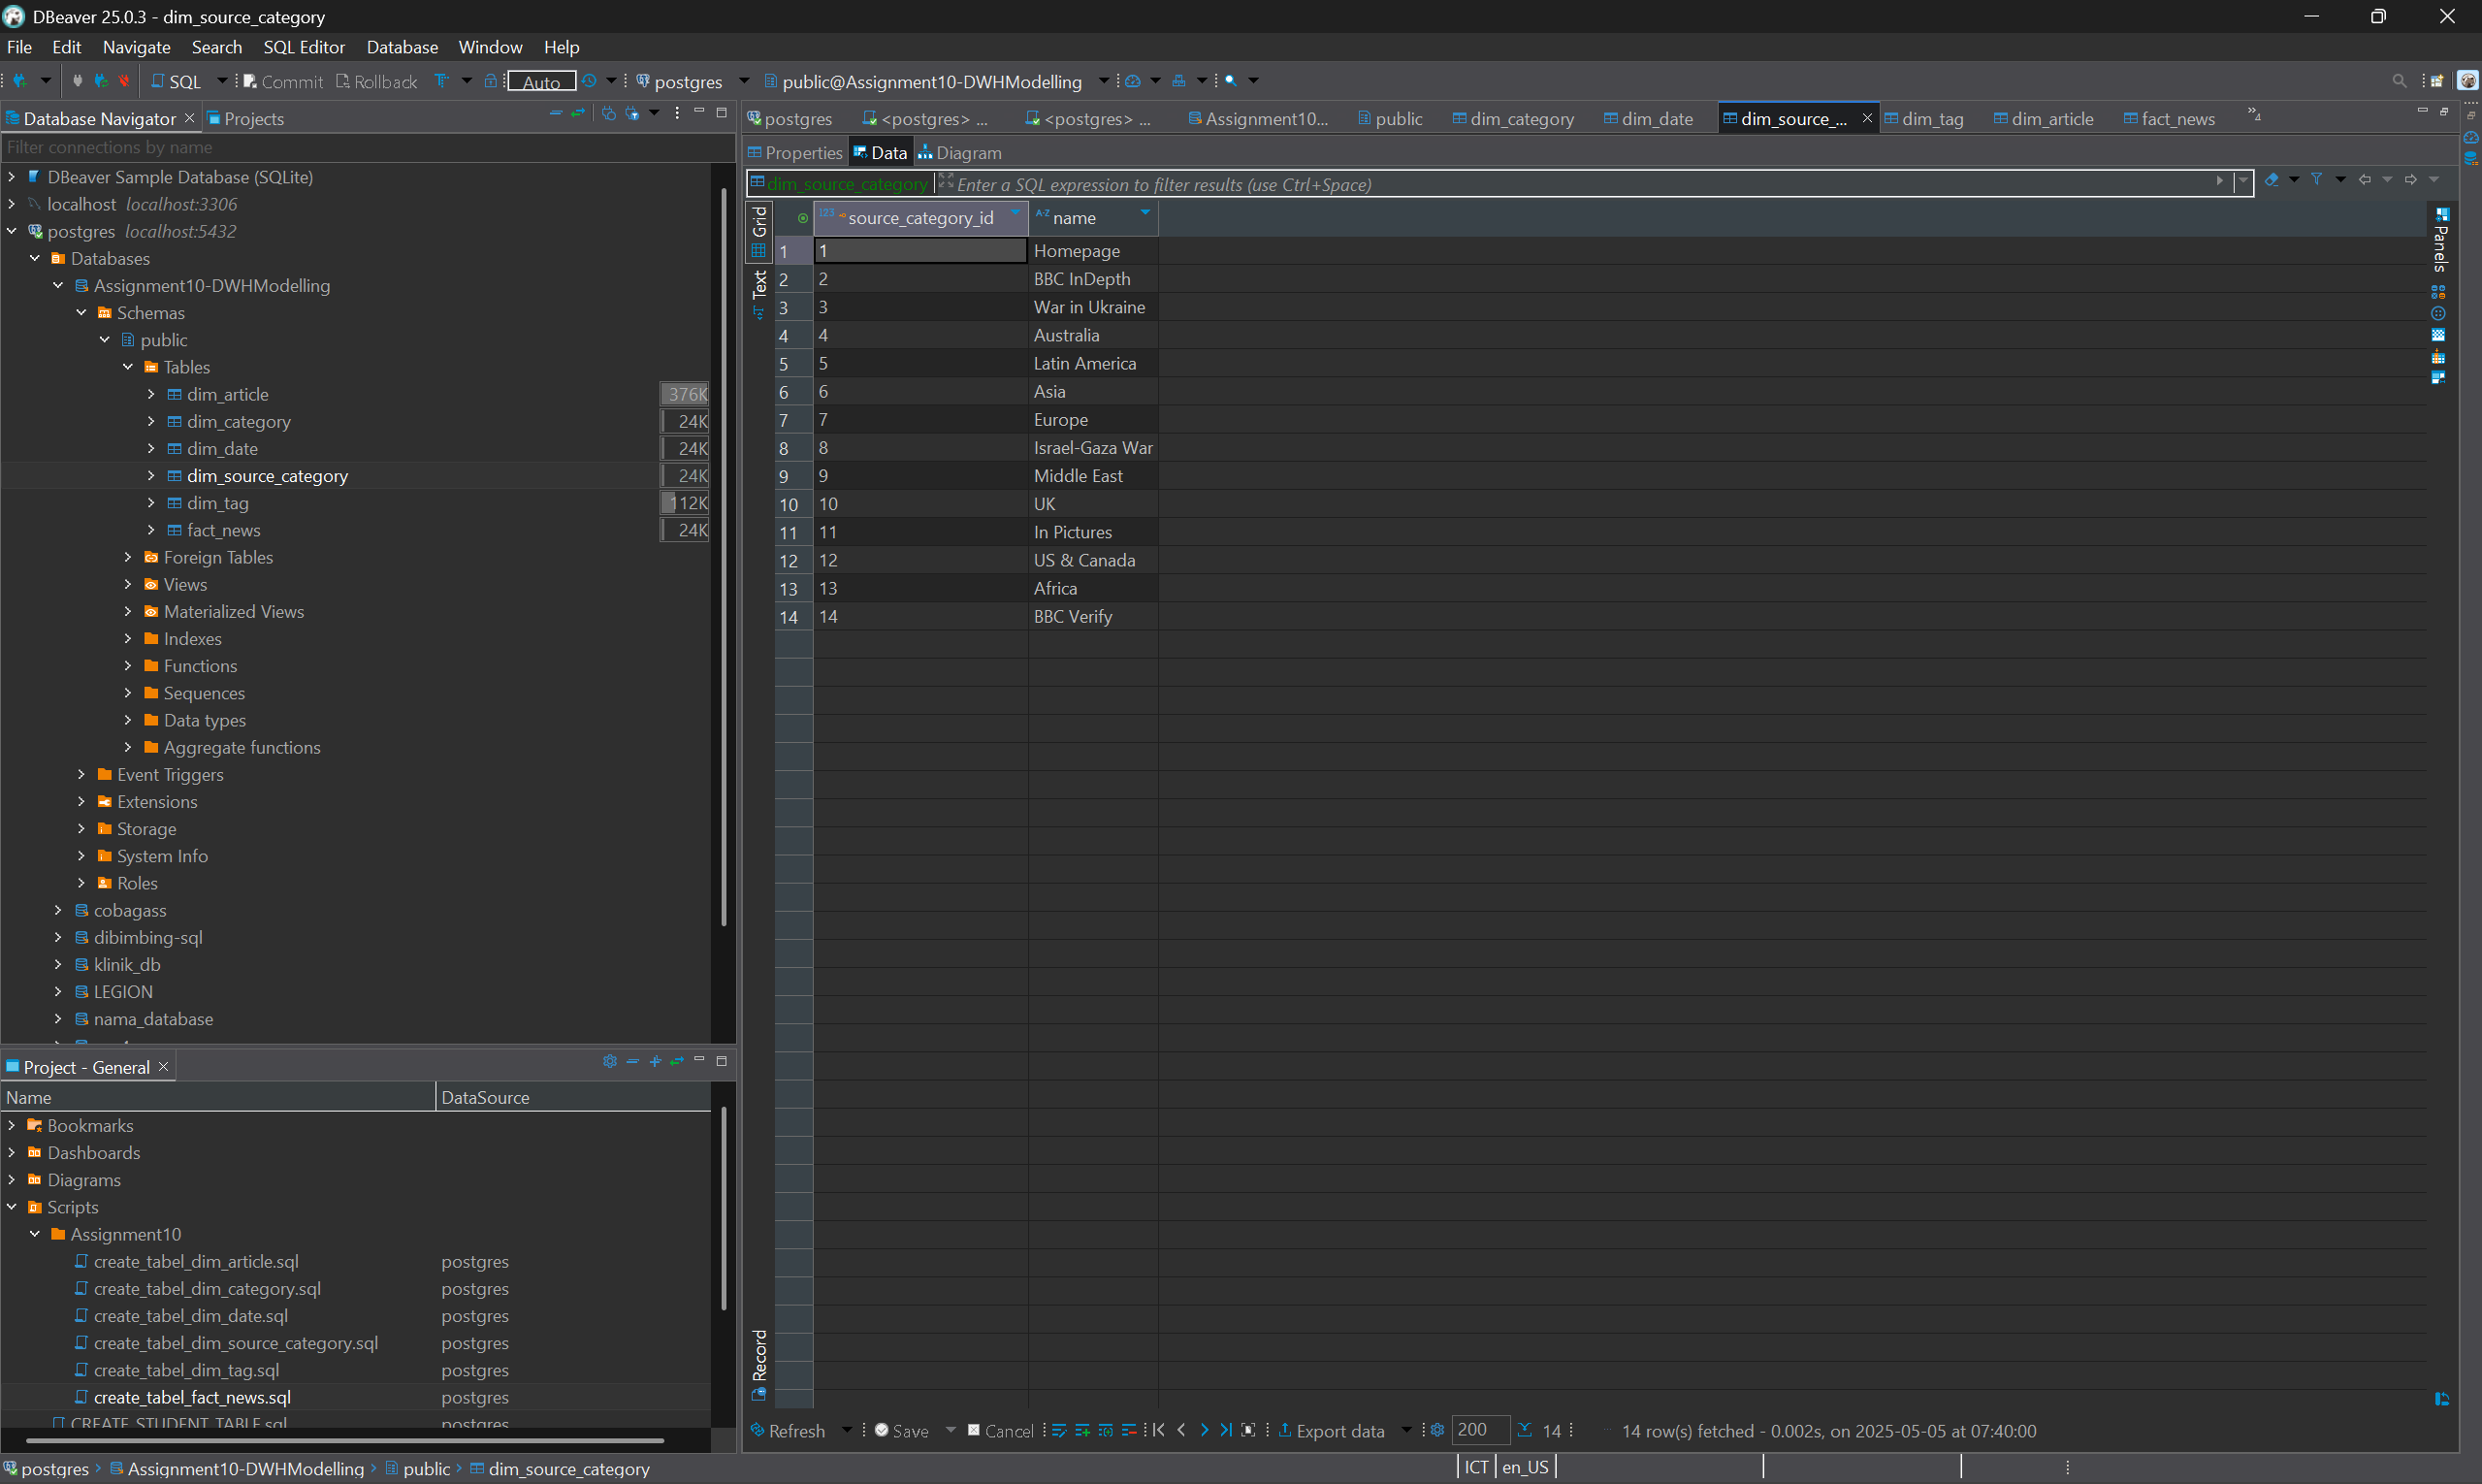 DBeaver 25.0.3 - dim_source_category
File Edit Navigate Search SQL Editor Database Window Help
SQL Commit Rollback Auto postgres public@Assignment10-DWHModelling
Database Navigator Projects
Filter connections by name
DBeaver Sample Database (SQLite)
localhost localhost:3306
postgres localhost:5432
Databases
Assignment10-DWHModelling
Schemas
public
Tables
dim_article 376K
dim_category 24K
dim_date 24K
dim_source_category 24K
dim_tag 112K
fact_news 24K
Foreign Tables
Views
Materialized Views
Indexes
Functions
Sequences
Data types
Aggregate functions
Event Triggers
Extensions
Storage
System Info
Roles
cobagass
dibimbing-sql
klinik_db
LEGION
nama_database
Project - General
Name DataSource
Bookmarks
Dashboards
Diagrams
Scripts
Assignment10
create_tabel_dim_article.sql postgres
create_tabel_dim_category.sql postgres
create_tabel_dim_date.sql postgres
create_tabel_dim_source_category.sql postgres
create_tabel_dim_tag.sql postgres
create_tabel_fact_news.sql postgres
CREATE_STUDENT_TABLE.sql postgres
postgres <postgres> ... <postgres> ... Assignment10... public dim_category dim_date dim_source_... dim_tag dim_article fact_news »4
Properties Data Diagram
dim_source_category Enter a SQL expression to filter results (use Ctrl+Space)
Grid
Text
Record
Panels
123 source_category_id A-Z name
1 1 Homepage
2 2 BBC InDepth
3 3 War in Ukraine
4 4 Australia
5 5 Latin America
6 6 Asia
7 7 Europe
8 8 Israel-Gaza War
9 9 Middle East
10 10 UK
11 11 In Pictures
12 12 US & Canada
13 13 Africa
14 14 BBC Verify
Refresh Save Cancel Export data 200 14 14 row(s) fetched - 0.002s, on 2025-05-05 at 07:40:00
postgres Assignment10-DWHModelling public dim_source_category ICT en_US